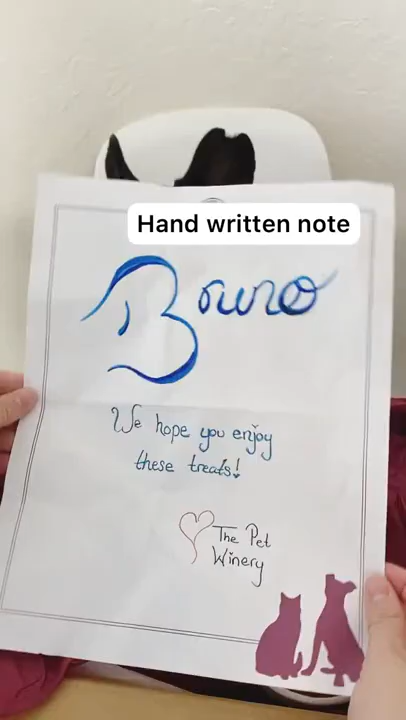 Hand written note
Bruno
We hope you enjoy
these treats!
The Pet
Winery